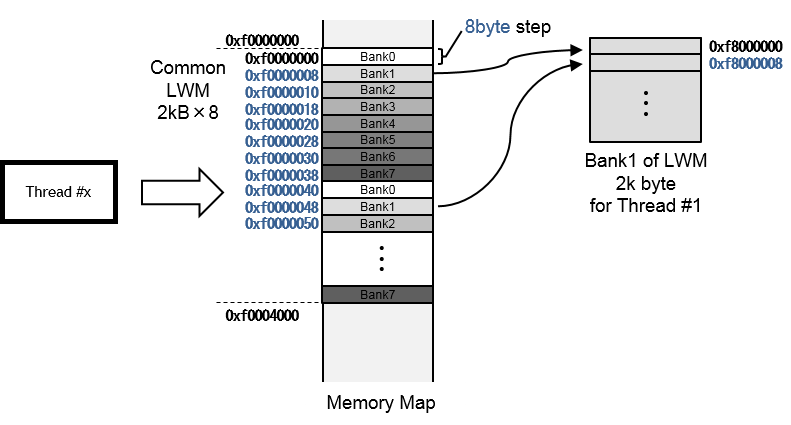 8byte step
0xf0000000
0xf0000000 Bank0
0xf0000008 Bank1
0xf0000010 Bank2
0xf0000018 Bank3
0xf0000020 Bank4
0xf0000028 Bank5
0xf0000030 Bank6
0xf0000038 Bank7
0xf0000040 Bank0
0xf0000048 Bank1
0xf0000050 Bank2
Bank7
0xf0004000
Memory Map
Common
LWM
2kB×8
Thread #x
0xf8000000
0xf8000008
Bank1 of LWM
2k byte
for Thread #1